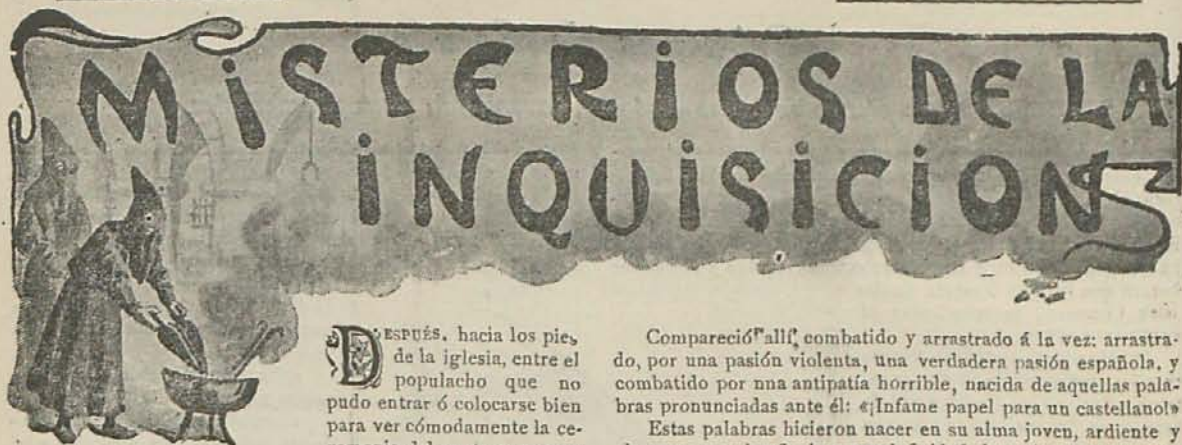 MiSTERiOS DE LA
iNQUiSiCiON
DESPUÉS, hacia los pies
de la iglesia, entre el
populacho que no
pudo entrar ó colocarse bien
para ver cómodamente la ce-
Compareció allí, combatido y arrastrado á la vez: arrastra-
do, por una pasión violenta, una verdadera pasión española, y
combatido por nna antipatía horrible, nacida de aquellas pala-
bras pronunciadas ante él: «¡Infame papel para un castellano!»
Estas palabras hicieron nacer en su alma joven, ardiente y